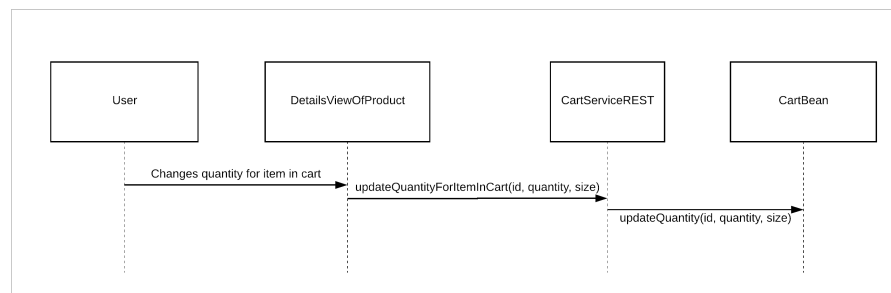 User
DetailsViewOfProduct
CartServiceREST
CartBean
Changes quantity for item in cart
updateQuantityForItemInCart(id, quantity, size)
updateQuantity(id, quantity, size)